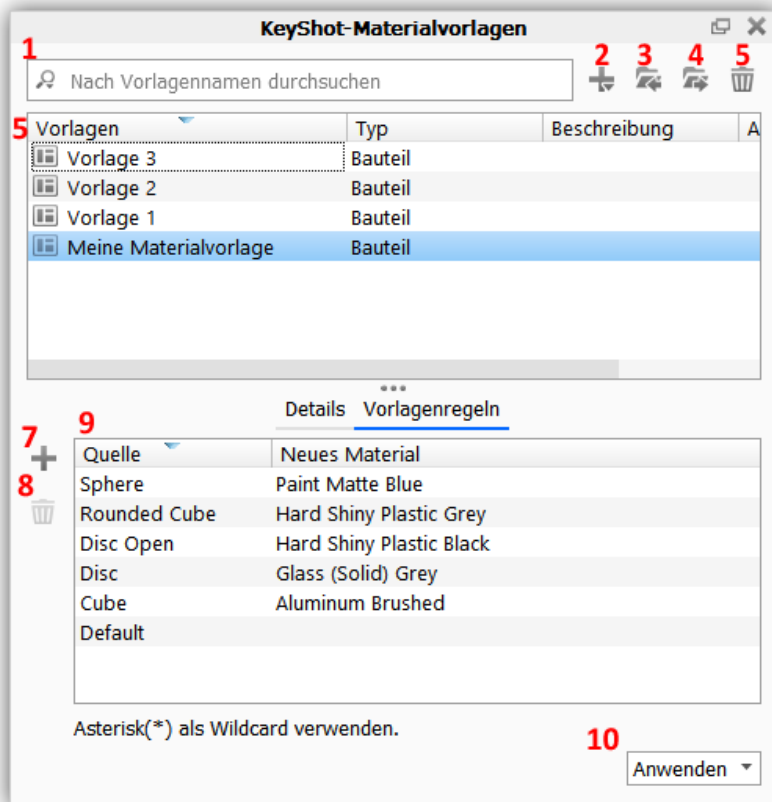 KeyShot-Materialvorlagen
1
2
3
4
5
Nach Vorlagennamen durchsuchen
5
Vorlagen Typ Beschreibung A
Vorlage 3 Bauteil
Vorlage 2 Bauteil
Vorlage 1 Bauteil
Meine Materialvorlage Bauteil
Details Vorlagenregeln
7
9
8
Quelle Neues Material
Sphere Paint Matte Blue
Rounded Cube Hard Shiny Plastic Grey
Disc Open Hard Shiny Plastic Black
Disc Glass (Solid) Grey
Cube Aluminum Brushed
Default
Asterisk(*) als Wildcard verwenden.
10
Anwenden